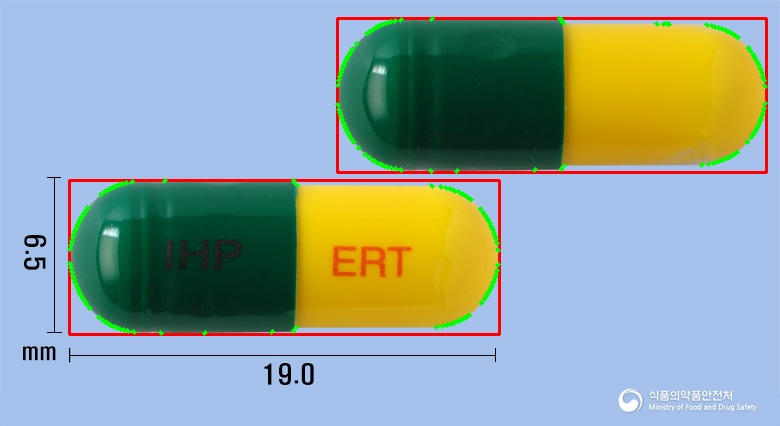 IHP
ERT
6.5
mm
19.0
식품의약품안전처
Ministry of Food and Drug Safety